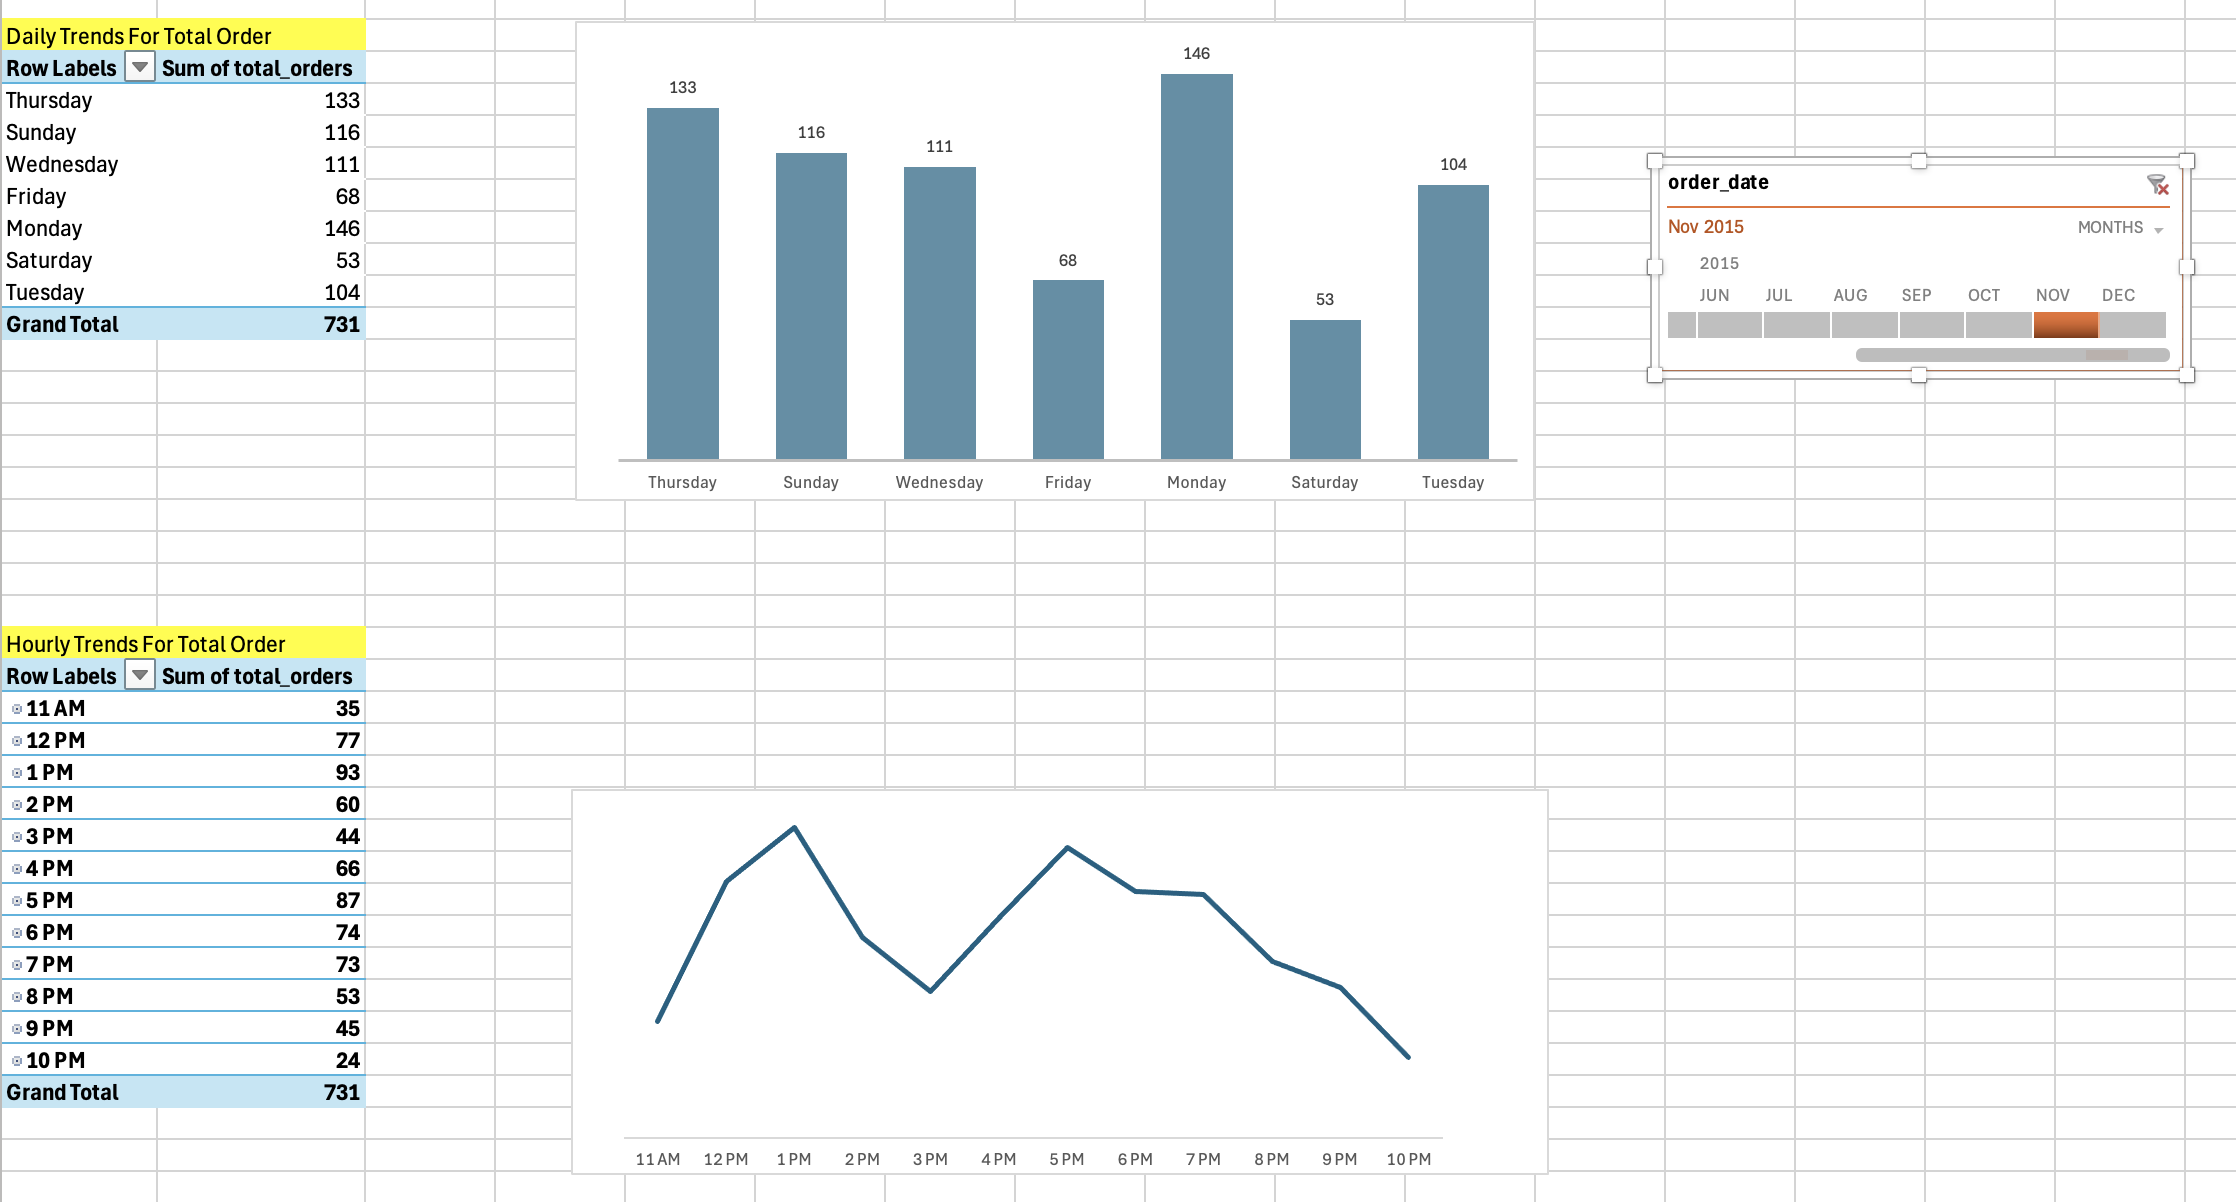 Daily Trends For Total Order
Row Labels Sum of total_orders
Thursday 133
Sunday 116
Wednesday 111
Friday 68
Monday 146
Saturday 53
Tuesday 104
Grand Total 731
133 116 111 68 146 53 104
Thursday Sunday Wednesday Friday Monday Saturday Tuesday
order_date
Nov 2015 MONTHS
2015
JUN JUL AUG SEP OCT NOV DEC
Hourly Trends For Total Order
Row Labels Sum of total_orders
11 AM 35
12 PM 77
1 PM 93
2 PM 60
3 PM 44
4 PM 66
5 PM 87
6 PM 74
7 PM 73
8 PM 53
9 PM 45
10 PM 24
Grand Total 731
11 AM 12 PM 1 PM 2 PM 3 PM 4 PM 5 PM 6 PM 7 PM 8 PM 9 PM 10 PM